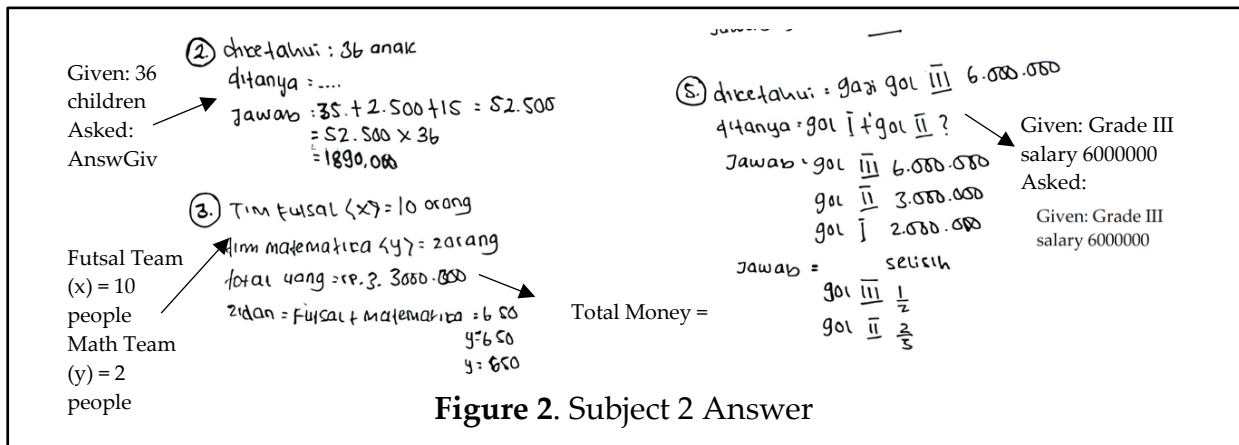 ② diketahui : 36 anak
ditanya = ....
Jawab : 35. + 2.500 + 15 = 52.500
= 52.500 x 36
= 1890.000
Given: 36
children
Asked:
AnswGiv
③. Tim Futsal (x) = 10 orang
tim matematika (y) = 2 orang
total uang = rp. 3. 3000.000
zidan = Futsal + Matematika = 650
y = 650
y = 650
Futsal Team
(x) = 10
people
Math Team
(y) = 2
people
Total Money =
⑤. diketahui = gaji gol III 6.000.000
ditanya = gol I + gol II ?
Jawab = gol III 6.000.000
gol II 3.000.000
gol I 2.000.000
Jawab = selisih
gol III 1/2
gol II 2/3
Given: Grade III
salary 6000000
Asked:
Given: Grade III
salary 6000000
Figure 2. Subject 2 Answer